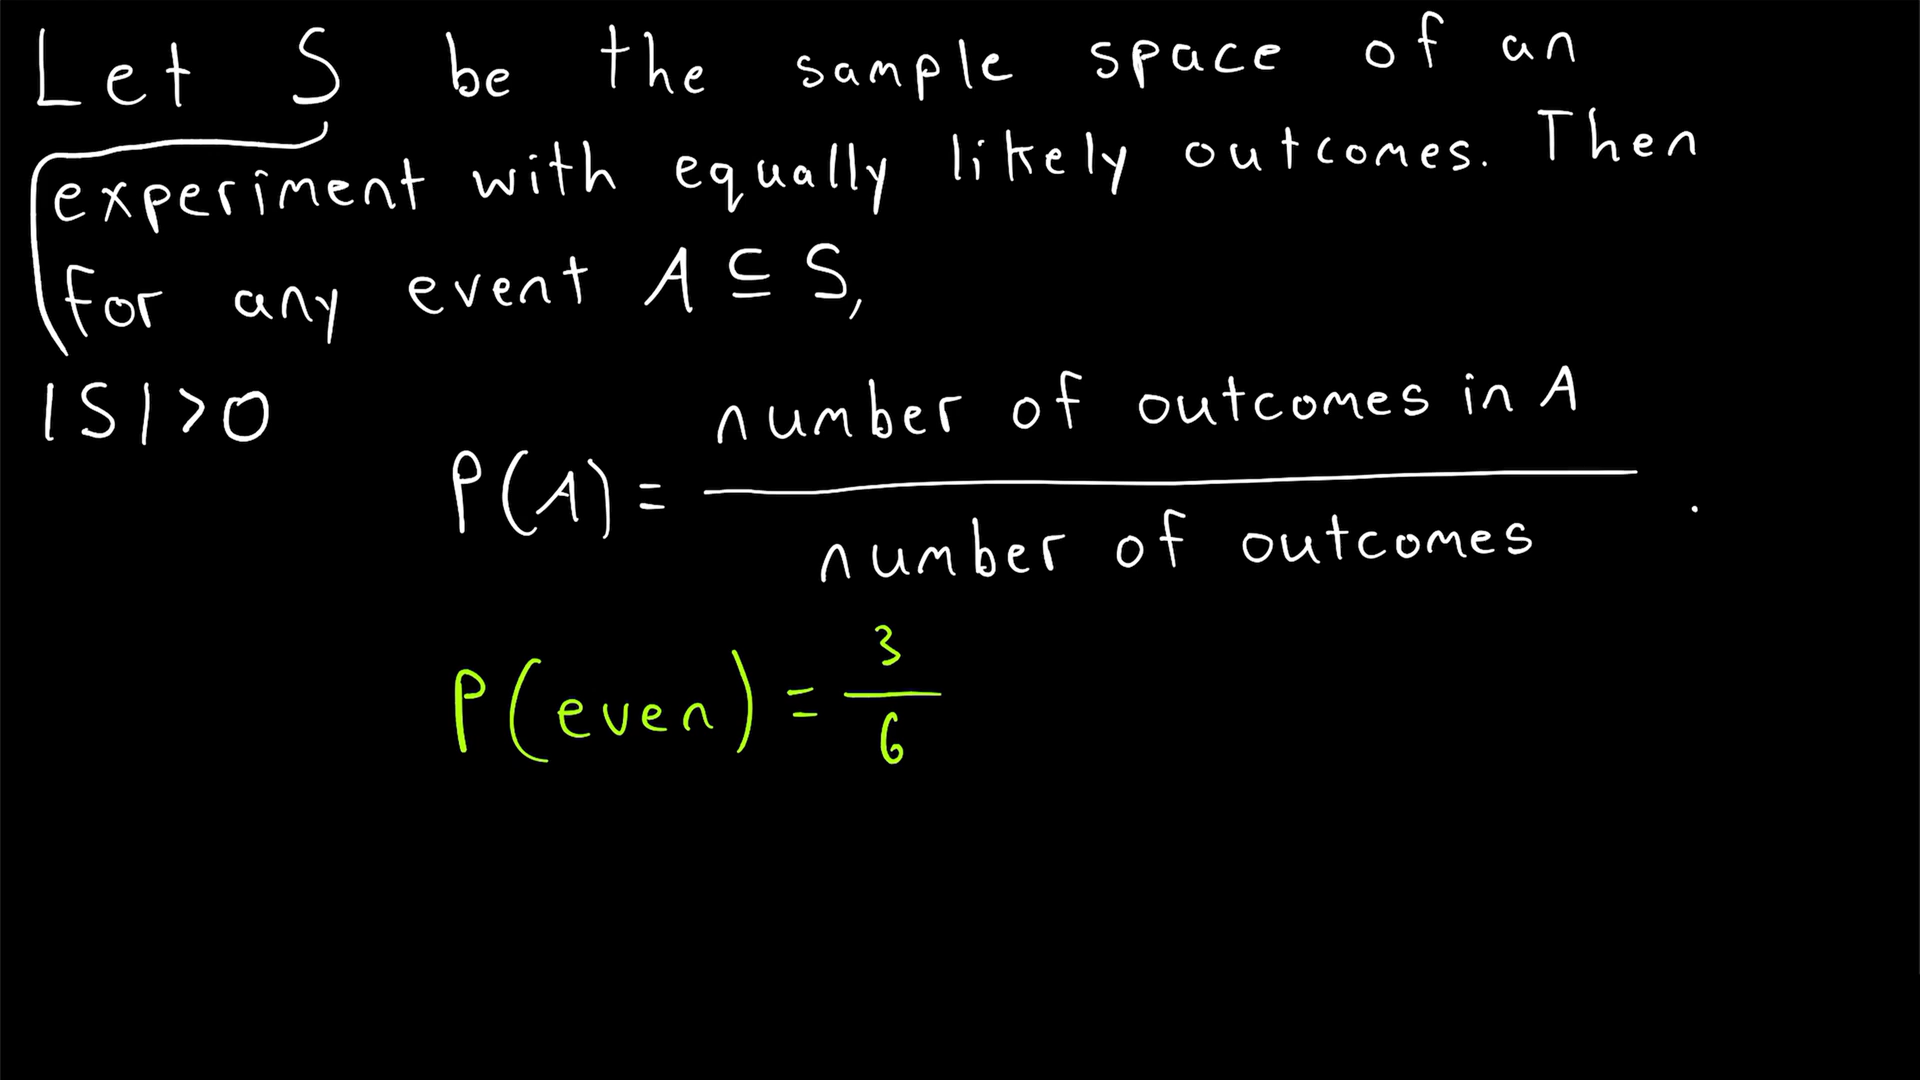 Let S be the sample space of an
experiment with equally likely outcomes. Then
for any event A ⊆ S,
|S| > 0
P(A) = number of outcomes in A / number of outcomes .
P(even) = 3/6